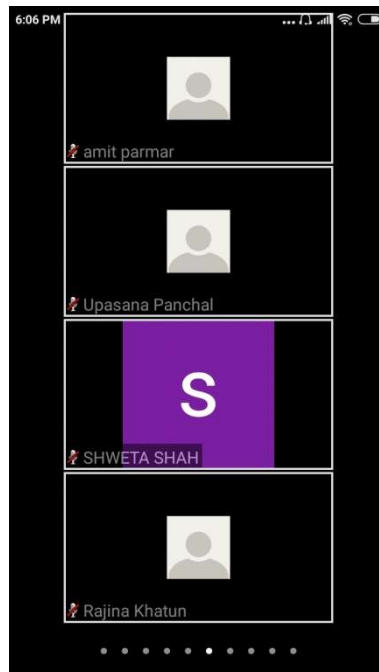 6:06 PM
amit parmar
Upasana Panchal
S
SHWETA SHAH
Rajina Khatun